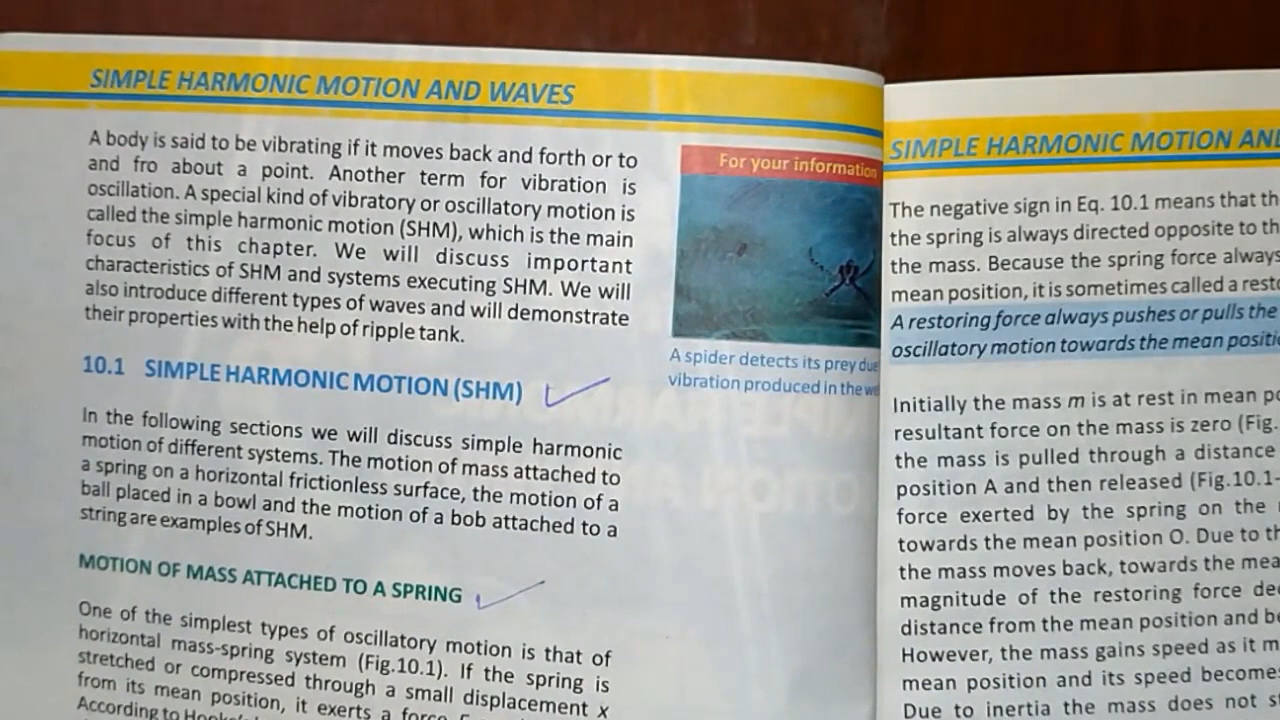 SIMPLE HARMONIC MOTION AND WAVES
A body is said to be vibrating if it moves back and forth or to
and fro about a point. Another term for vibration is
oscillation. A special kind of vibratory or oscillatory motion is
called the simple harmonic motion (SHM), which is the main
focus of this chapter. We will discuss important
characteristics of SHM and systems executing SHM. We will
also introduce different types of waves and will demonstrate
their properties with the help of ripple tank.
For your information
A spider detects its prey due
vibration produced in the
10.1 SIMPLE HARMONIC MOTION (SHM)
In the following sections we will discuss simple harmonic
motion of different systems. The motion of mass attached to
a spring on a horizontal frictionless surface, the motion of a
ball placed in a bowl and the motion of a bob attached to a
string are examples of SHM.
MOTION OF MASS ATTACHED TO A SPRING
One of the simplest types of oscillatory motion is that of
horizontal mass-spring system (Fig.10.1). If the spring is
stretched or compressed through a small displacement x
from its mean position, it exerts a force
According to
SIMPLE HARMONIC MOTION
The negative sign in Eq. 10.1 means that
the spring is always directed opposite to
the mass. Because the spring force always
mean position, it is sometimes called a
A restoring force always pushes or pulls the
oscillatory motion towards the mean
Initially the mass m is at rest in mean
resultant force on the mass is zero (Fig.
the mass is pulled through a distance
position A and then released (Fig.10.1-
force exerted by the spring on the
towards the mean position O. Due to
the mass moves back, towards the
magnitude of the restoring force
distance from the mean position and
However, the mass gains speed as it
mean position and its speed
Due to inertia the mass does not